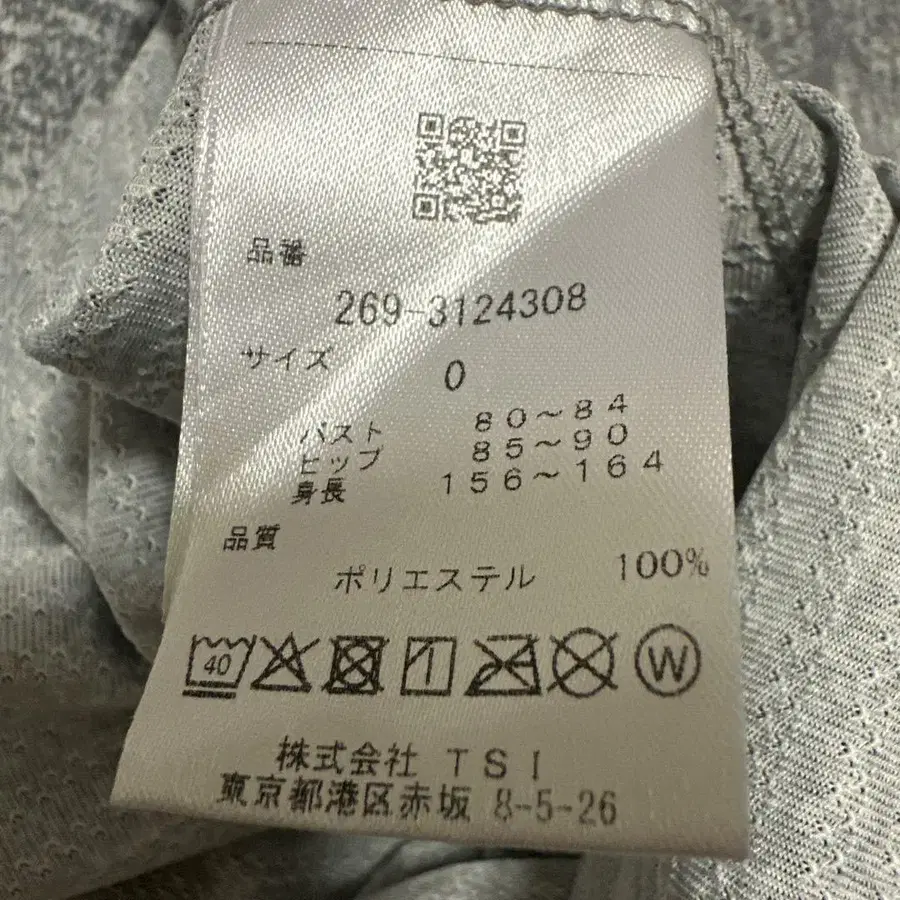 品番
269-3124308
サイズ 0
バスト 80～84
ヒップ 85～90
身長 156～164
品質
ポリエステル 100%
40 W
株式会社 TSI
東京都港区赤坂 8-5-26